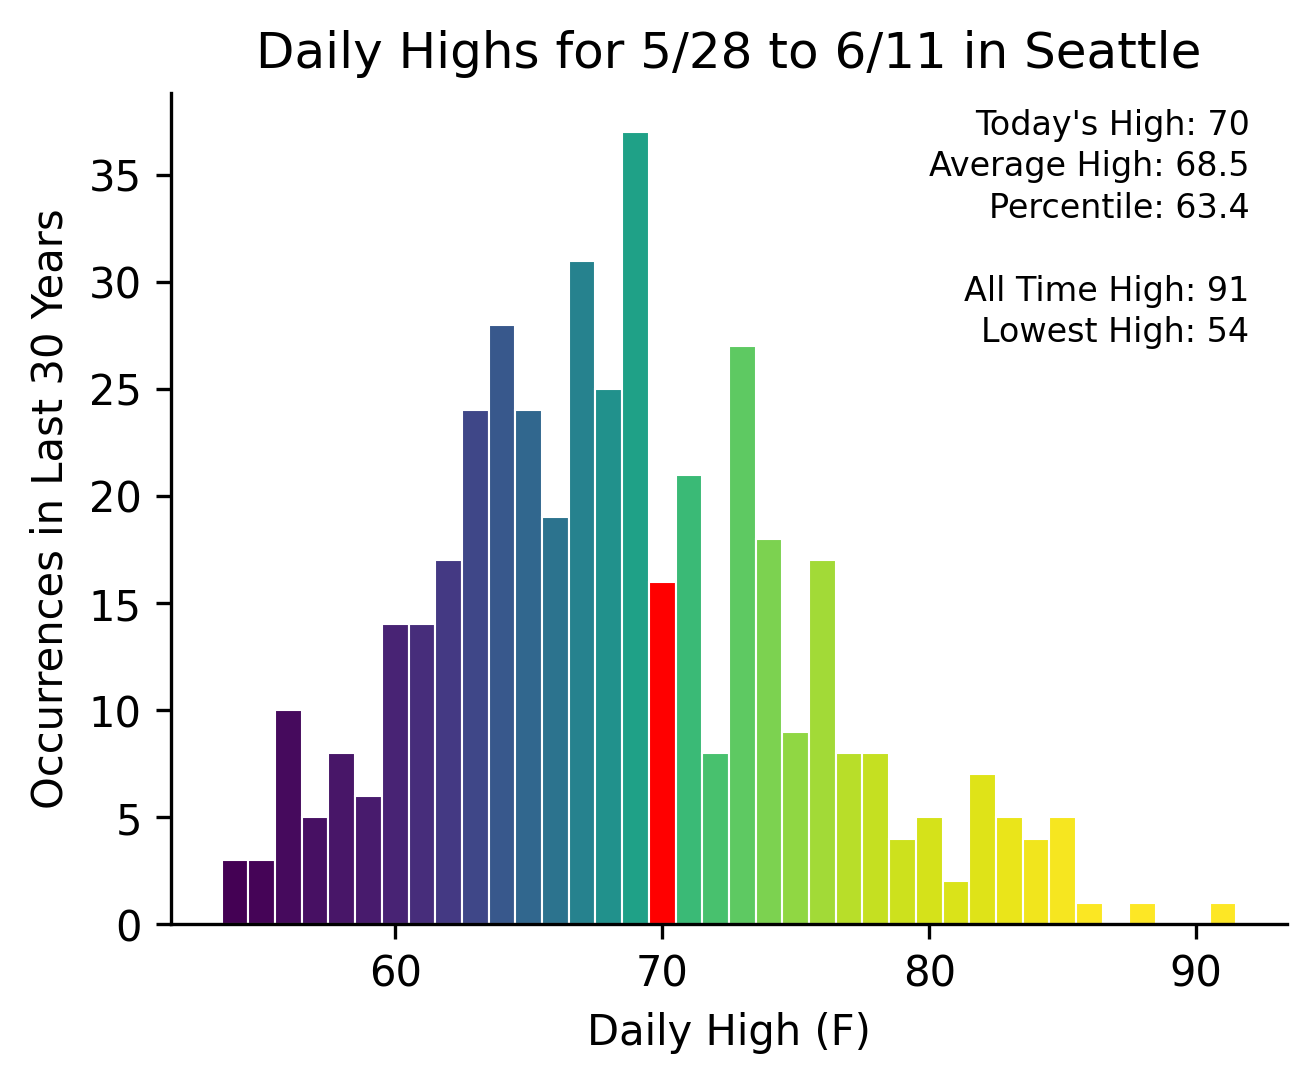 Daily Highs for 5/28 to 6/11 in Seattle
Today's High: 70
Average High: 68.5
Percentile: 63.4
All Time High: 91
Lowest High: 54
Occurrences in Last 30 Years
35
30
25
20
15
10
5
0
60 70 80 90
Daily High (F)